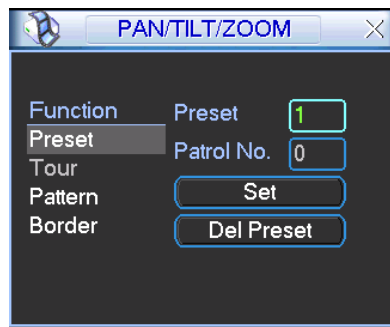 PAN/TILT/ZOOM
Function
Preset
Tour
Pattern
Border
Preset 1
Patrol No. 0
Set
Del Preset